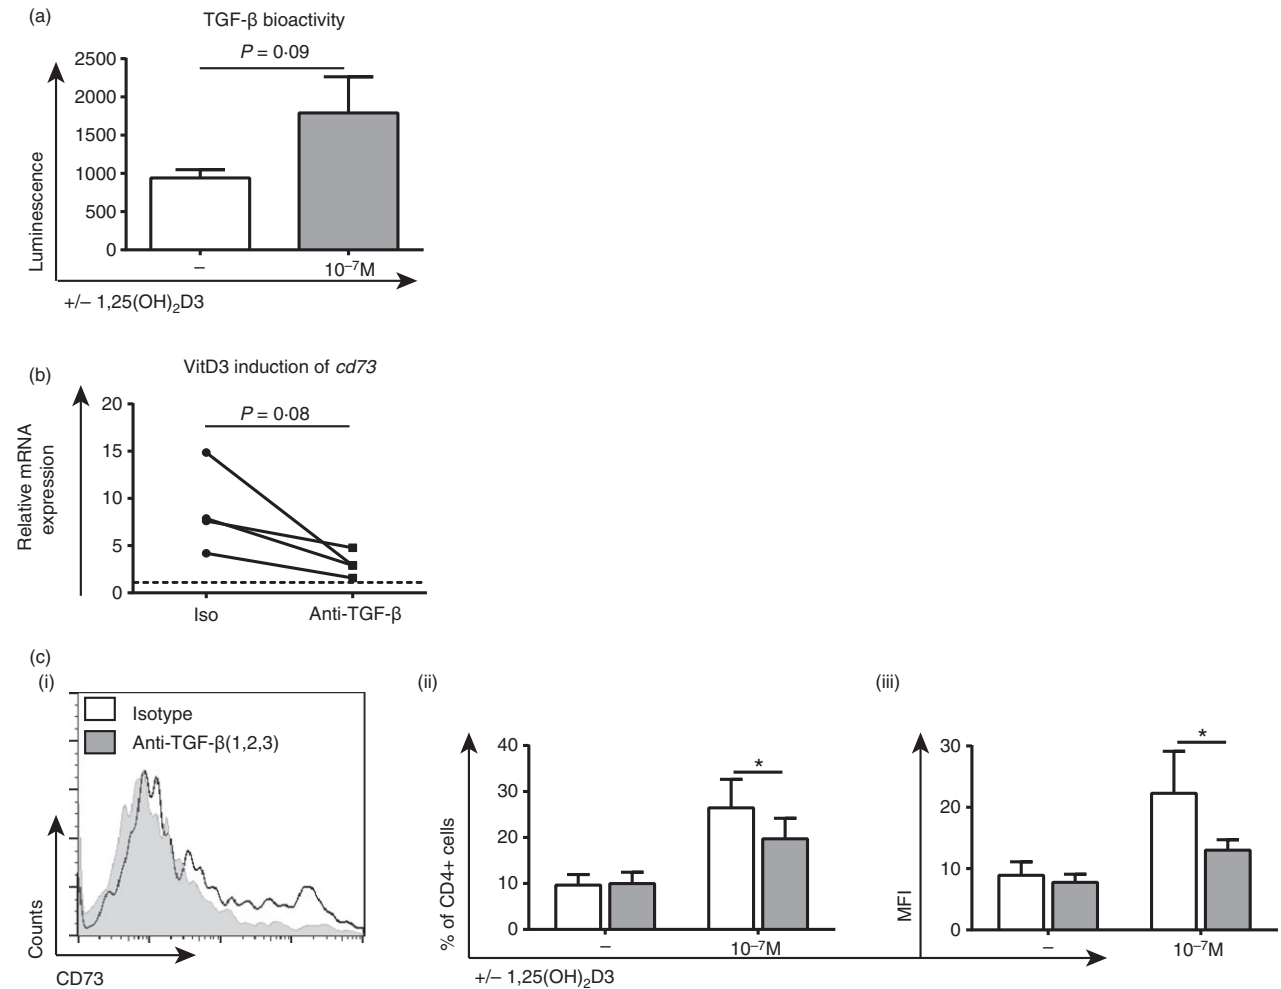 (a)
TGF-β bioactivity
P = 0·09
2500
2000
1500
1000
500
0
Luminescence
–
10⁻⁷M
+/– 1,25(OH)₂D3
(b)
VitD3 induction of cd73
P = 0·08
20
15
10
5
0
Relative mRNA
expression
Iso
Anti-TGF-β
(c)
(i)
Isotype
Anti-TGF-β(1,2,3)
Counts
CD73
(ii)
40
30
20
10
0
% of CD4+ cells
*
–
10⁻⁷M
+/– 1,25(OH)₂D3
(iii)
30
20
10
0
MFI
*
–
10⁻⁷M